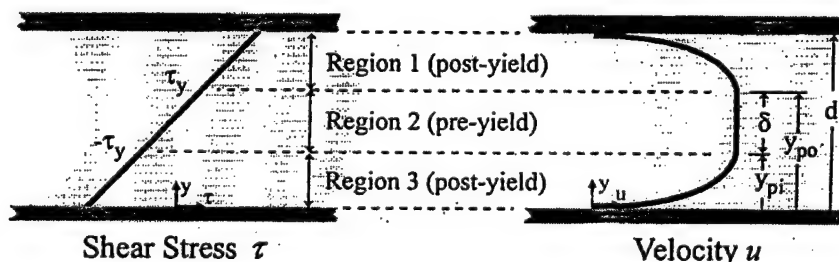 τy
-τy
y
τ
Region 1 (post-yield)
Region 2 (pre-yield)
Region 3 (post-yield)
y
u
δ
ypi
ypo
d
Shear Stress τ
Velocity u